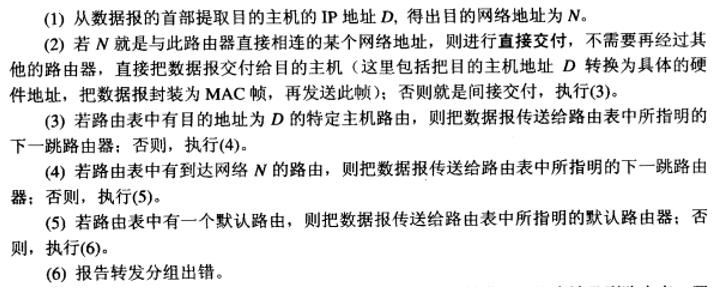 (1) 从数据报的首部提取目的主机的 IP 地址 D, 得出目的网络地址为 N。
(2) 若 N 就是与此路由器直接相连的某个网络地址，则进行直接交付，不需要再经过其
他的路由器，直接把数据报交付给目的主机（这里包括把目的主机地址 D 转换为具体的硬
件地址，把数据报封装为 MAC 帧，再发送此帧）；否则就是间接交付，执行(3)。
(3) 若路由表中有目的地址为 D 的特定主机路由，则把数据报传送给路由表中所指明的
下一跳路由器；否则，执行(4)。
(4) 若路由表中有到达网络 N 的路由，则把数据报传送给路由表中所指明的下一跳路由
器；否则，执行(5)。
(5) 若路由表中有一个默认路由，则把数据报传送给路由表中所指明的默认路由器；否
则，执行(6)。
(6) 报告转发分组出错。